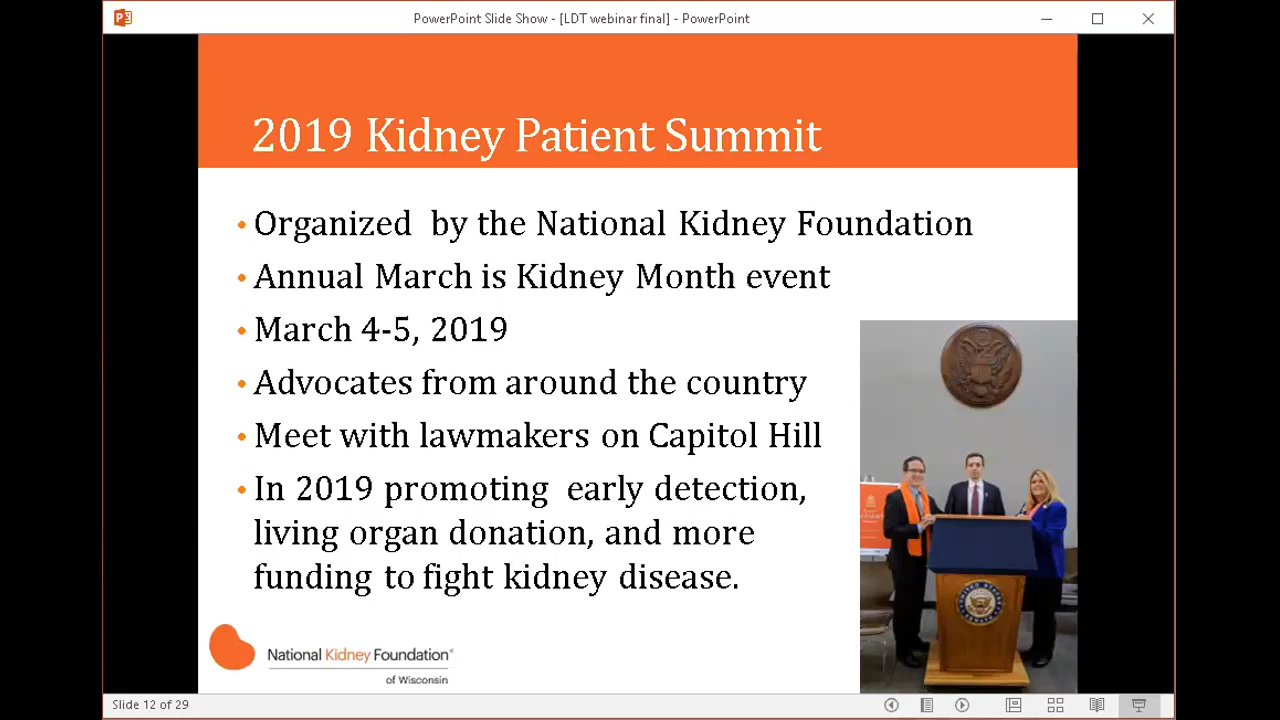 PowerPoint Slide Show - [LDT webinar final] - PowerPoint
2019 Kidney Patient Summit
• Organized  by the National Kidney Foundation
• Annual March is Kidney Month event
• March 4-5, 2019
• Advocates from around the country
• Meet with lawmakers on Capitol Hill
• In 2019 promoting  early detection,
living organ donation, and more
funding to fight kidney disease.
UNITED STATES
SENATE
National Kidney Foundation®
of Wisconsin
Slide 12 of 29